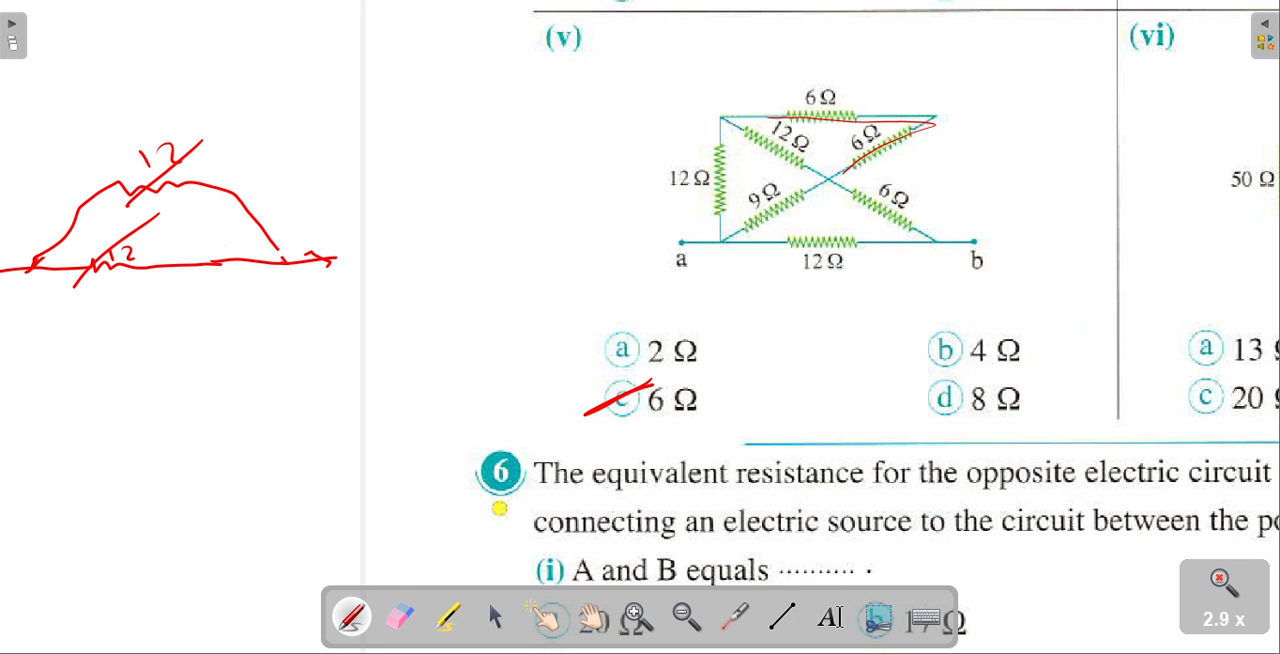 (v)
(vi)
6 Ω
12 Ω
6 Ω
12
12 Ω
9 Ω
6 Ω
50 Ω
12
a
12 Ω
b
a 2 Ω
b 4 Ω
a 13
c 6 Ω
d 8 Ω
c 20
6 The equivalent resistance for the opposite electric circuit
connecting an electric source to the circuit between the p
(i) A and B equals .......... .
20 Ω
b 17 Ω
A
2.9 x